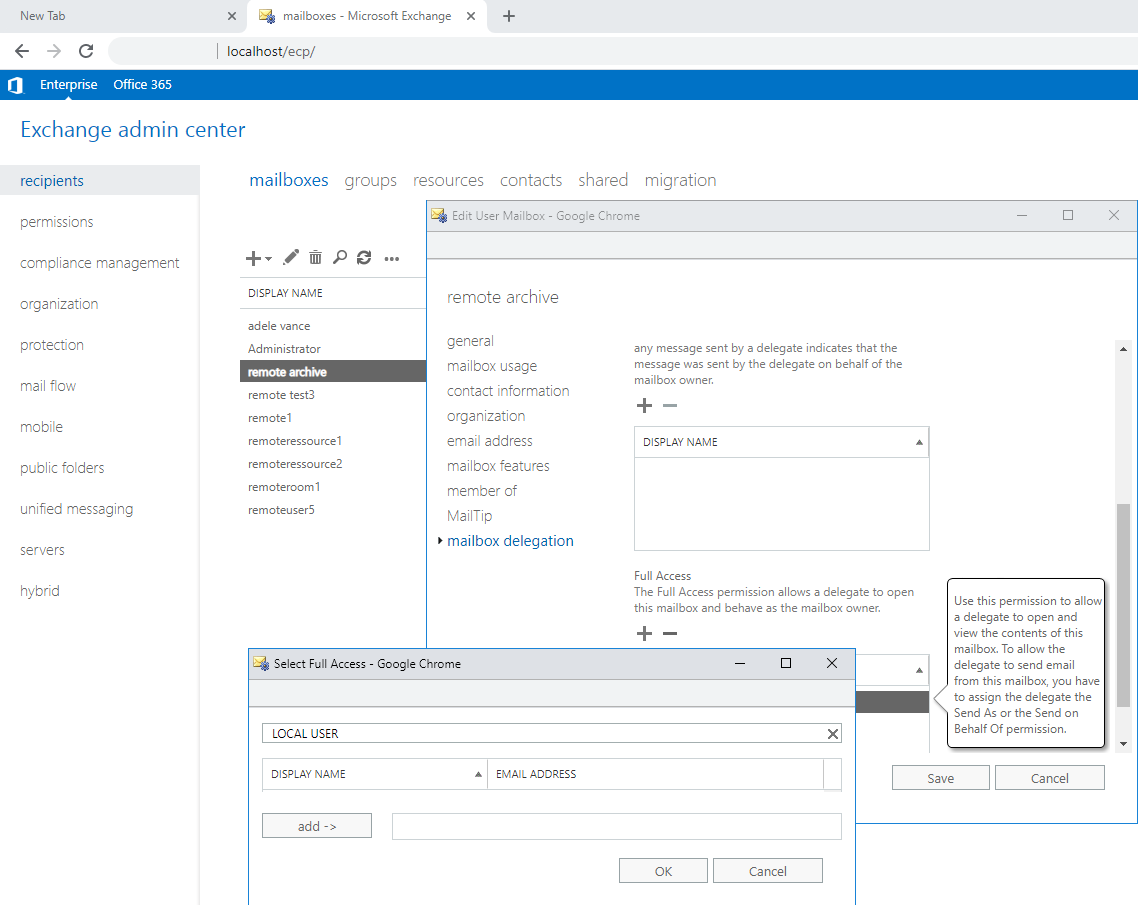 New Tab
mailboxes - Microsoft Exchange
localhost/ecp/
Enterprise Office 365
Exchange admin center
recipients
permissions
compliance management
organization
protection
mail flow
mobile
public folders
unified messaging
servers
hybrid
mailboxes groups resources contacts shared migration
DISPLAY NAME
adele vance
Administrator
remote archive
remote test3
remote1
remoteressource1
remoteressource2
remoteroom1
remoteuser5
Edit User Mailbox - Google Chrome
remote archive
general
mailbox usage
contact information
organization
email address
mailbox features
member of
MailTip
mailbox delegation
any message sent by a delegate indicates that the
message was sent by the delegate on behalf of the
mailbox owner.
DISPLAY NAME
Full Access
The Full Access permission allows a delegate to open
this mailbox and behave as the mailbox owner.
Use this permission to allow
a delegate to open and
view the contents of this
mailbox. To allow the
delegate to send email
from this mailbox, you have
to assign the delegate the
Send As or the Send on
Behalf Of permission.
Save Cancel
Select Full Access - Google Chrome
LOCAL USER
DISPLAY NAME EMAIL ADDRESS
add ->
OK Cancel